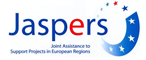 Jaspers
Joint Assistance to
Support Projects in European Regions